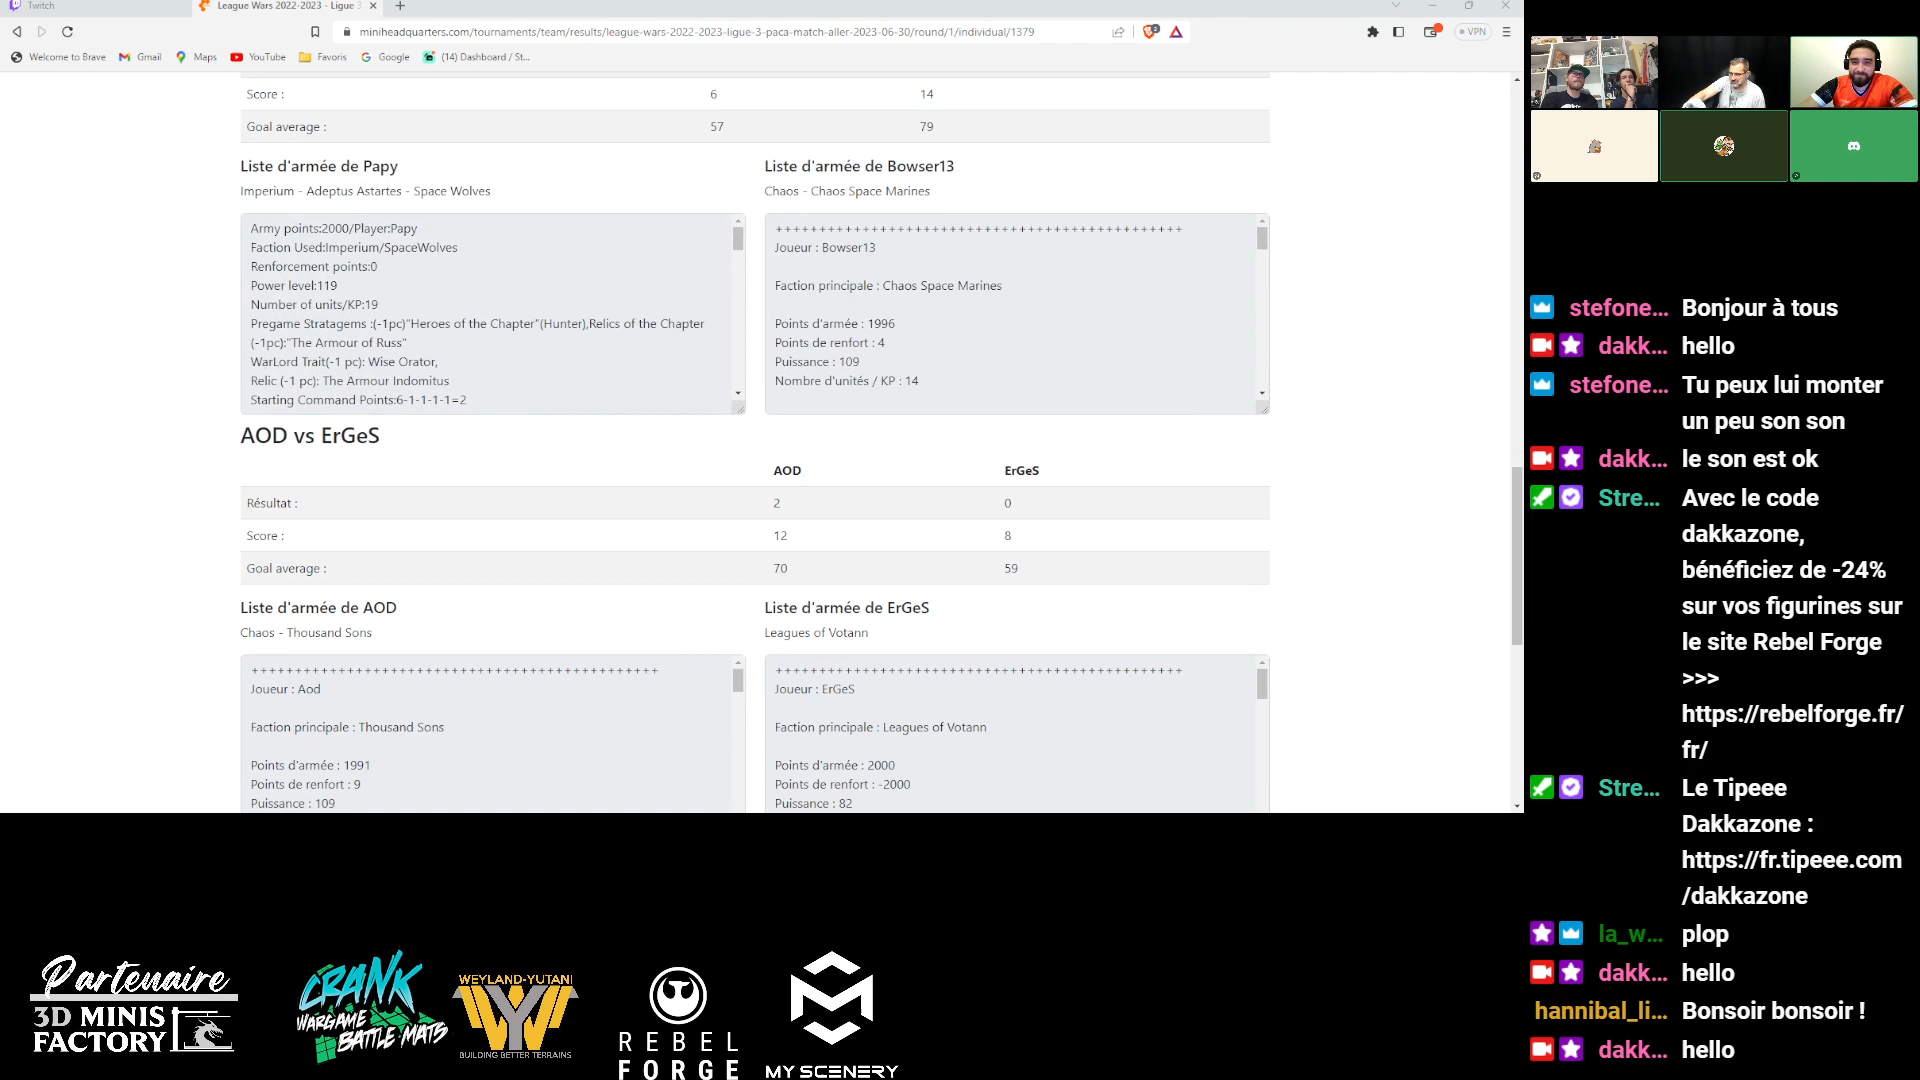 Twitch
League Wars 2022-2023 - Ligue 3
miniheadquarters.com/tournaments/team/results/league-wars-2022-2023-ligue-3-paca-match-aller-2023-06-30/round/1/individual/1379
VPN
Welcome to Brave
Gmail
Maps
YouTube
Favoris
Google
(14) Dashboard / St...
Score : 6 14
Goal average : 57 79
Liste d'armée de Papy
Imperium - Adeptus Astartes - Space Wolves
Army points:2000/Player:Papy
Faction Used:Imperium/SpaceWolves
Renforcement points:0
Power level:119
Number of units/KP:19
Pregame Stratagems :(-1pc)"Heroes of the Chapter"(Hunter),Relics of the Chapter
(-1pc):"The Armour of Russ"
WarLord Trait(-1 pc): Wise Orator,
Relic (-1 pc): The Armour Indomitus
Starting Command Points:6-1-1-1-1=2
Liste d'armée de Bowser13
Chaos - Chaos Space Marines
++++++++++++++++++++++++++++++++++++++++++++++
Joueur : Bowser13
Faction principale : Chaos Space Marines
Points d'armée : 1996
Points de renfort : 4
Puissance : 109
Nombre d'unités / KP : 14
AOD vs ErGeS
AOD ErGeS
Résultat : 2 0
Score : 12 8
Goal average : 70 59
Liste d'armée de AOD
Chaos - Thousand Sons
++++++++++++++++++++++++++++++++++++++++++++++
Joueur : Aod
Faction principale : Thousand Sons
Points d'armée : 1991
Points de renfort : 9
Puissance : 109
Liste d'armée de ErGeS
Leagues of Votann
++++++++++++++++++++++++++++++++++++++++++++++
Joueur : ErGeS
Faction principale : Leagues of Votann
Points d'armée : 2000
Points de renfort : -2000
Puissance : 82
stefone... Bonjour à tous
dakk... hello
stefone... Tu peux lui monter
un peu son son
dakk... le son est ok
Stre... Avec le code
dakkazone,
bénéficiez de -24%
sur vos figurines sur
le site Rebel Forge
>>>
https://rebelforge.fr/
fr/
Stre... Le Tipeee
Dakkazone :
https://fr.tipeee.com
/dakkazone
la_w... plop
dakk... hello
hannibal_li... Bonsoir bonsoir !
dakk... hello
Partenaire
3D MINIS
FACTORY
CRANK
WARGAME
BATTLE MATS
WEYLAND-YUTANI
BUILDING BETTER TERRAINS
REBEL
FORGE
MY SCENERY